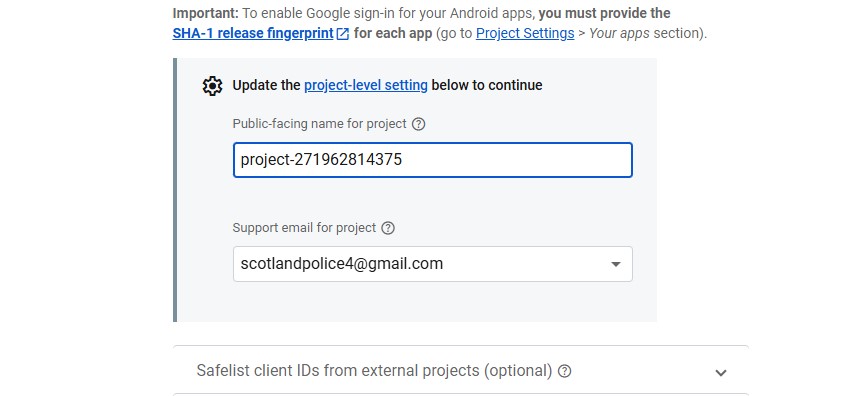 Important: To enable Google sign-in for your Android apps, you must provide the
SHA-1 release fingerprint for each app (go to Project Settings > Your apps section).
Update the project-level setting below to continue
Public-facing name for project
project-271962814375
Support email for project
scotlandpolice4@gmail.com
Safelist client IDs from external projects (optional)